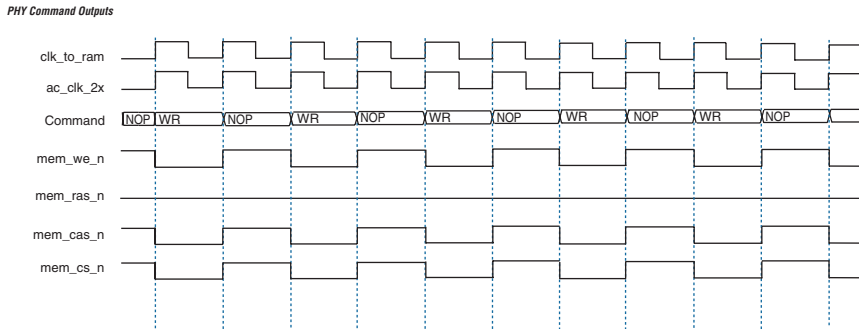 PHY Command Outputs
clk_to_ram
ac_clk_2x
Command NOP WR NOP WR NOP WR NOP WR NOP WR NOP
mem_we_n
mem_ras_n
mem_cas_n
mem_cs_n